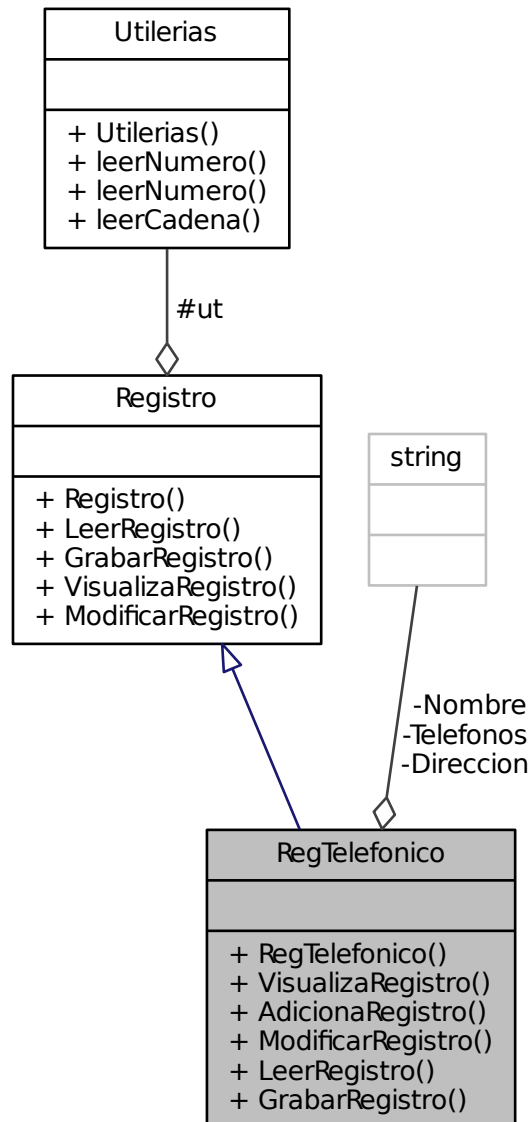 Utilerias
+ Utilerias()
+ leerNumero()
+ leerNumero()
+ leerCadena()
#ut
Registro
+ Registro()
+ LeerRegistro()
+ GrabarRegistro()
+ VisualizaRegistro()
+ ModificarRegistro()
string
-Nombre
-Telefonos
-Direccion
RegTelefonico
+ RegTelefonico()
+ VisualizaRegistro()
+ AdicionaRegistro()
+ ModificarRegistro()
+ LeerRegistro()
+ GrabarRegistro()